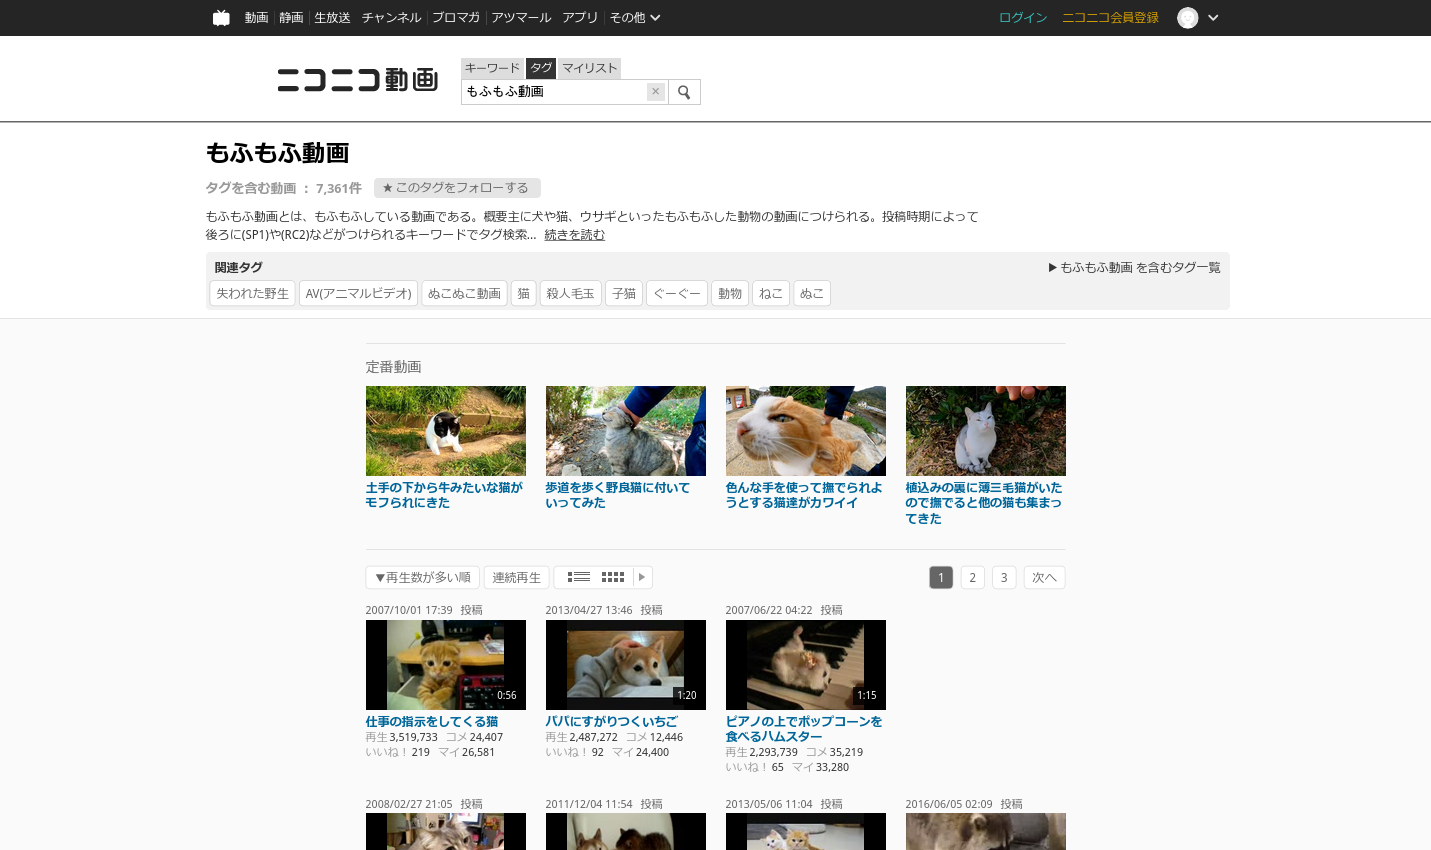 動画 静画 生放送 チャンネル ブロマガ アツマール アプリ その他 ログイン ニコニコ会員登録
ニコニコ動画
キーワード タグ マイリスト
もふもふ動画
もふもふ動画
タグを含む動画 : 7,361件 ★ このタグをフォローする
もふもふ動画とは、もふもふしている動画である。概要主に犬や猫、ウサギといったもふもふした動物の動画につけられる。投稿時期によって
後ろに(SP1)や(RC2)などがつけられるキーワードでタグ検索... 続きを読む
関連タグ ▶ もふもふ動画 を含むタグ一覧
失われた野生 AV(アニマルビデオ) ぬこぬこ動画 猫 殺人毛玉 子猫 ぐーぐー 動物 ねこ ぬこ
定番動画
土手の下から牛みたいな猫が
モフられにきた
歩道を歩く野良猫に付いて
いってみた
色んな手を使って撫でられよ
うとする猫達がカワイイ
植込みの裏に薄三毛猫がいた
ので撫でると他の猫も集まっ
てきた
▼再生数が多い順 連続再生 1 2 3 次へ
2007/10/01 17:39 投稿
0:56
仕事の指示をしてくる猫
再生 3,519,733 コメ 24,407
いいね！ 219 マイ 26,581
2013/04/27 13:46 投稿
1:20
パパにすがりつくいちご
再生 2,487,272 コメ 12,446
いいね！ 92 マイ 24,400
2007/06/22 04:22 投稿
1:15
ピアノの上でポップコーンを
食べるハムスター
再生 2,293,739 コメ 35,219
いいね！ 65 マイ 33,280
2008/02/27 21:05 投稿
2011/12/04 11:54 投稿
2013/05/06 11:04 投稿
2016/06/05 02:09 投稿